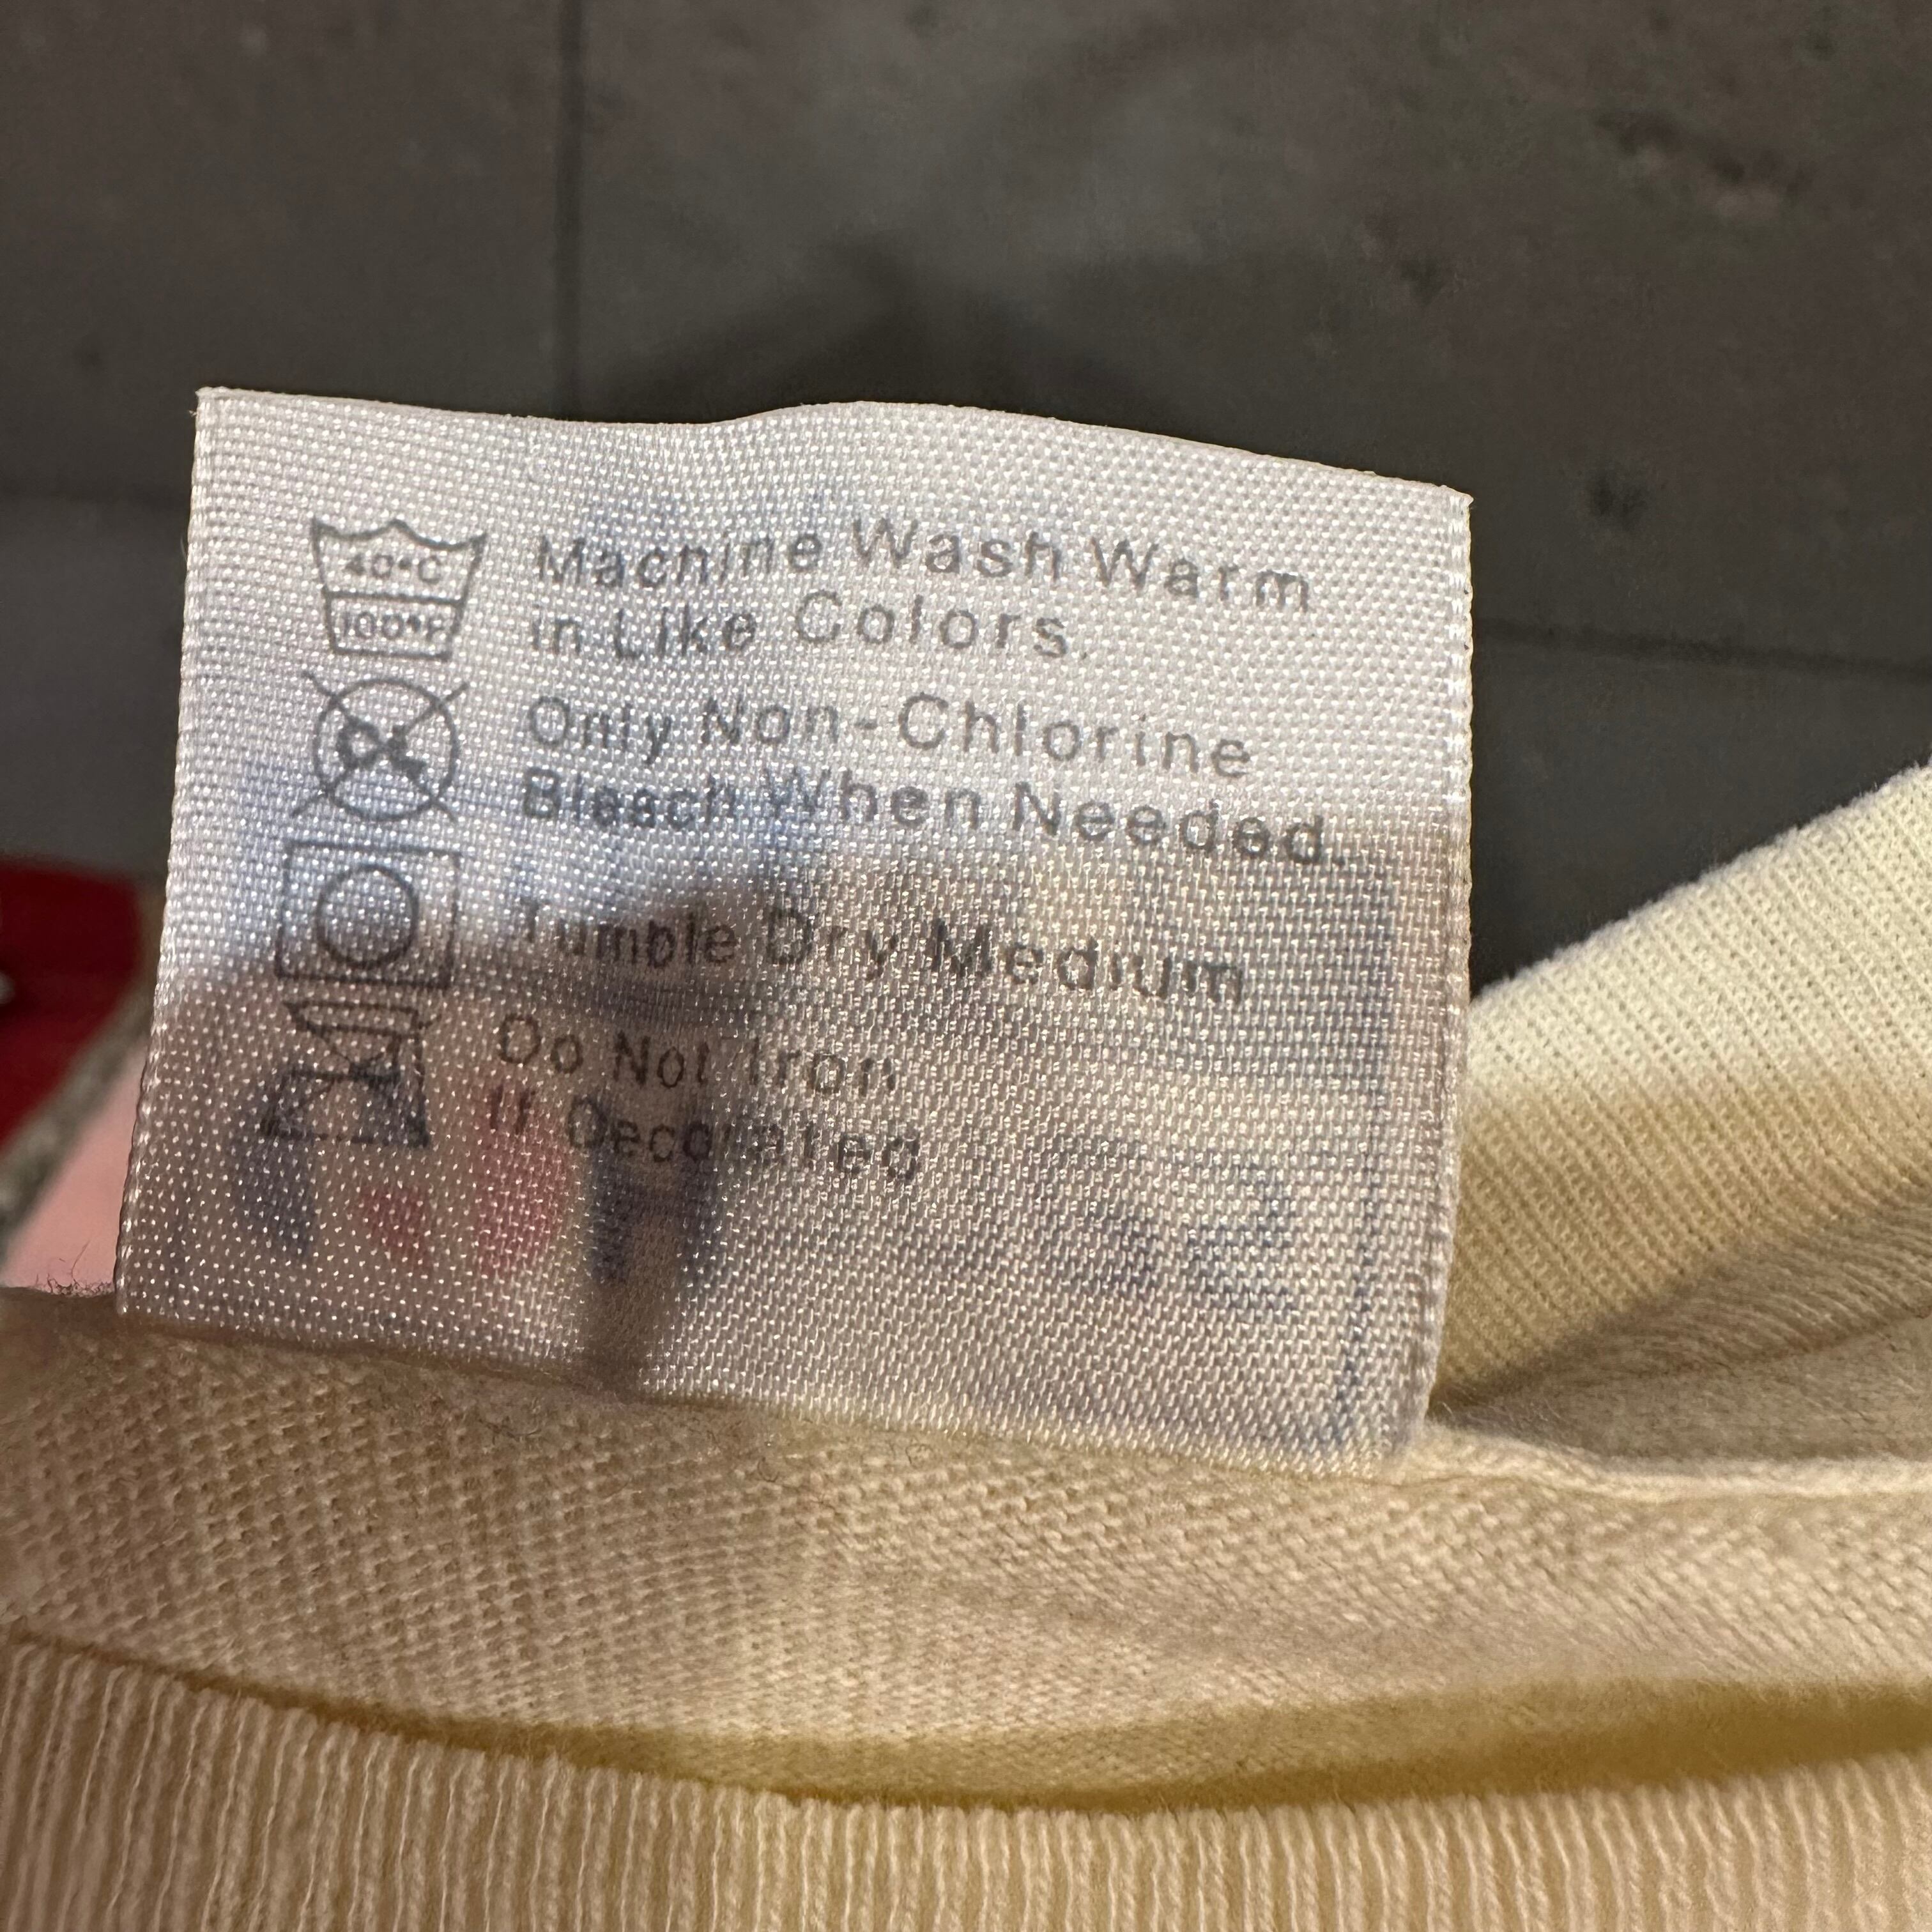 40°C
100°F
Machine Wash Warm
in Like Colors.
Only Non-Chlorine
Bleach When Needed.
Tumble Dry Medium
Do Not Iron
If Decorated